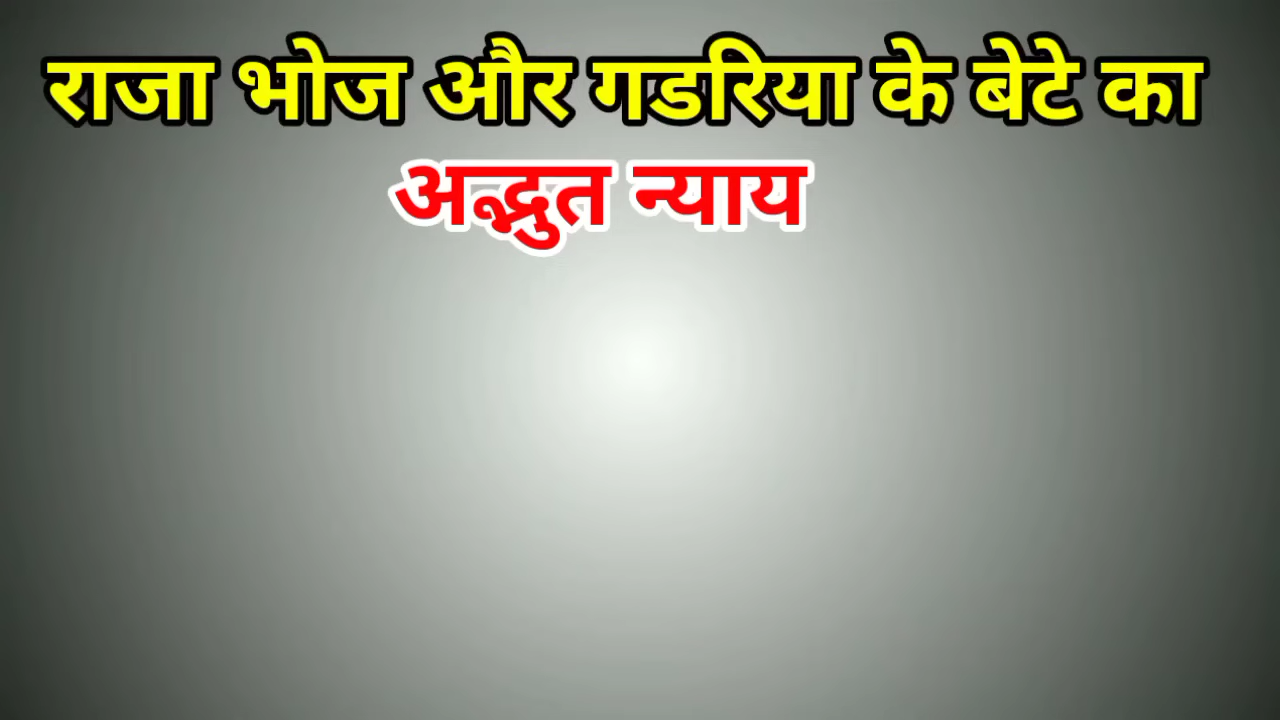 राजा भोज और गडरिया के बेटे का
अद्भुत न्याय